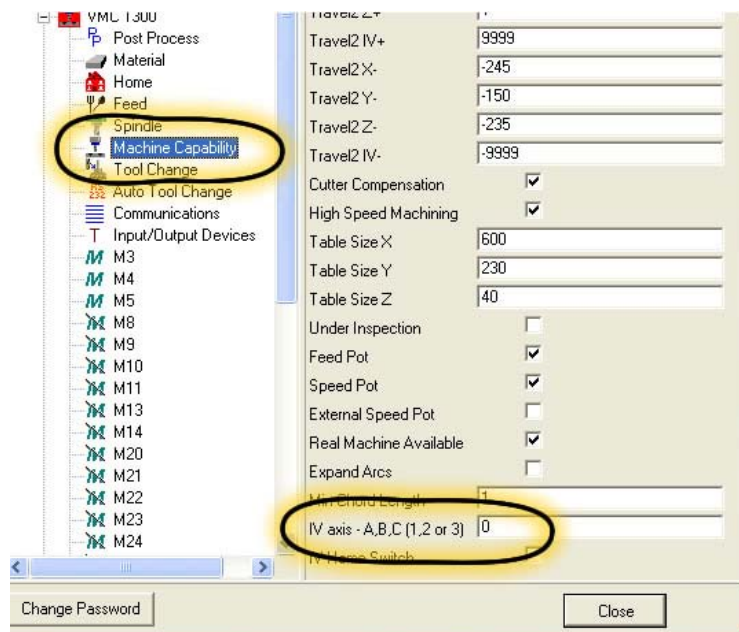 VMC 1300
Post Process
Material
Home
Feed
Spindle
Machine Capability
Tool Change
Auto Tool Change
Communications
Input/Output Devices
M3
M4
M5
M8
M9
M10
M11
M13
M14
M20
M21
M22
M23
M24
Travel2 Z+
Travel2 IV+ 9999
Travel2 X- -245
Travel2 Y- -150
Travel2 Z- -235
Travel2 IV- -9999
Cutter Compensation
High Speed Machining
Table Size X 600
Table Size Y 230
Table Size Z 40
Under Inspection
Feed Pot
Speed Pot
External Speed Pot
Real Machine Available
Expand Arcs
Min Chord Length 1
IV axis - A,B,C (1,2 or 3) 0
IV Home Switch
Change Password
Close